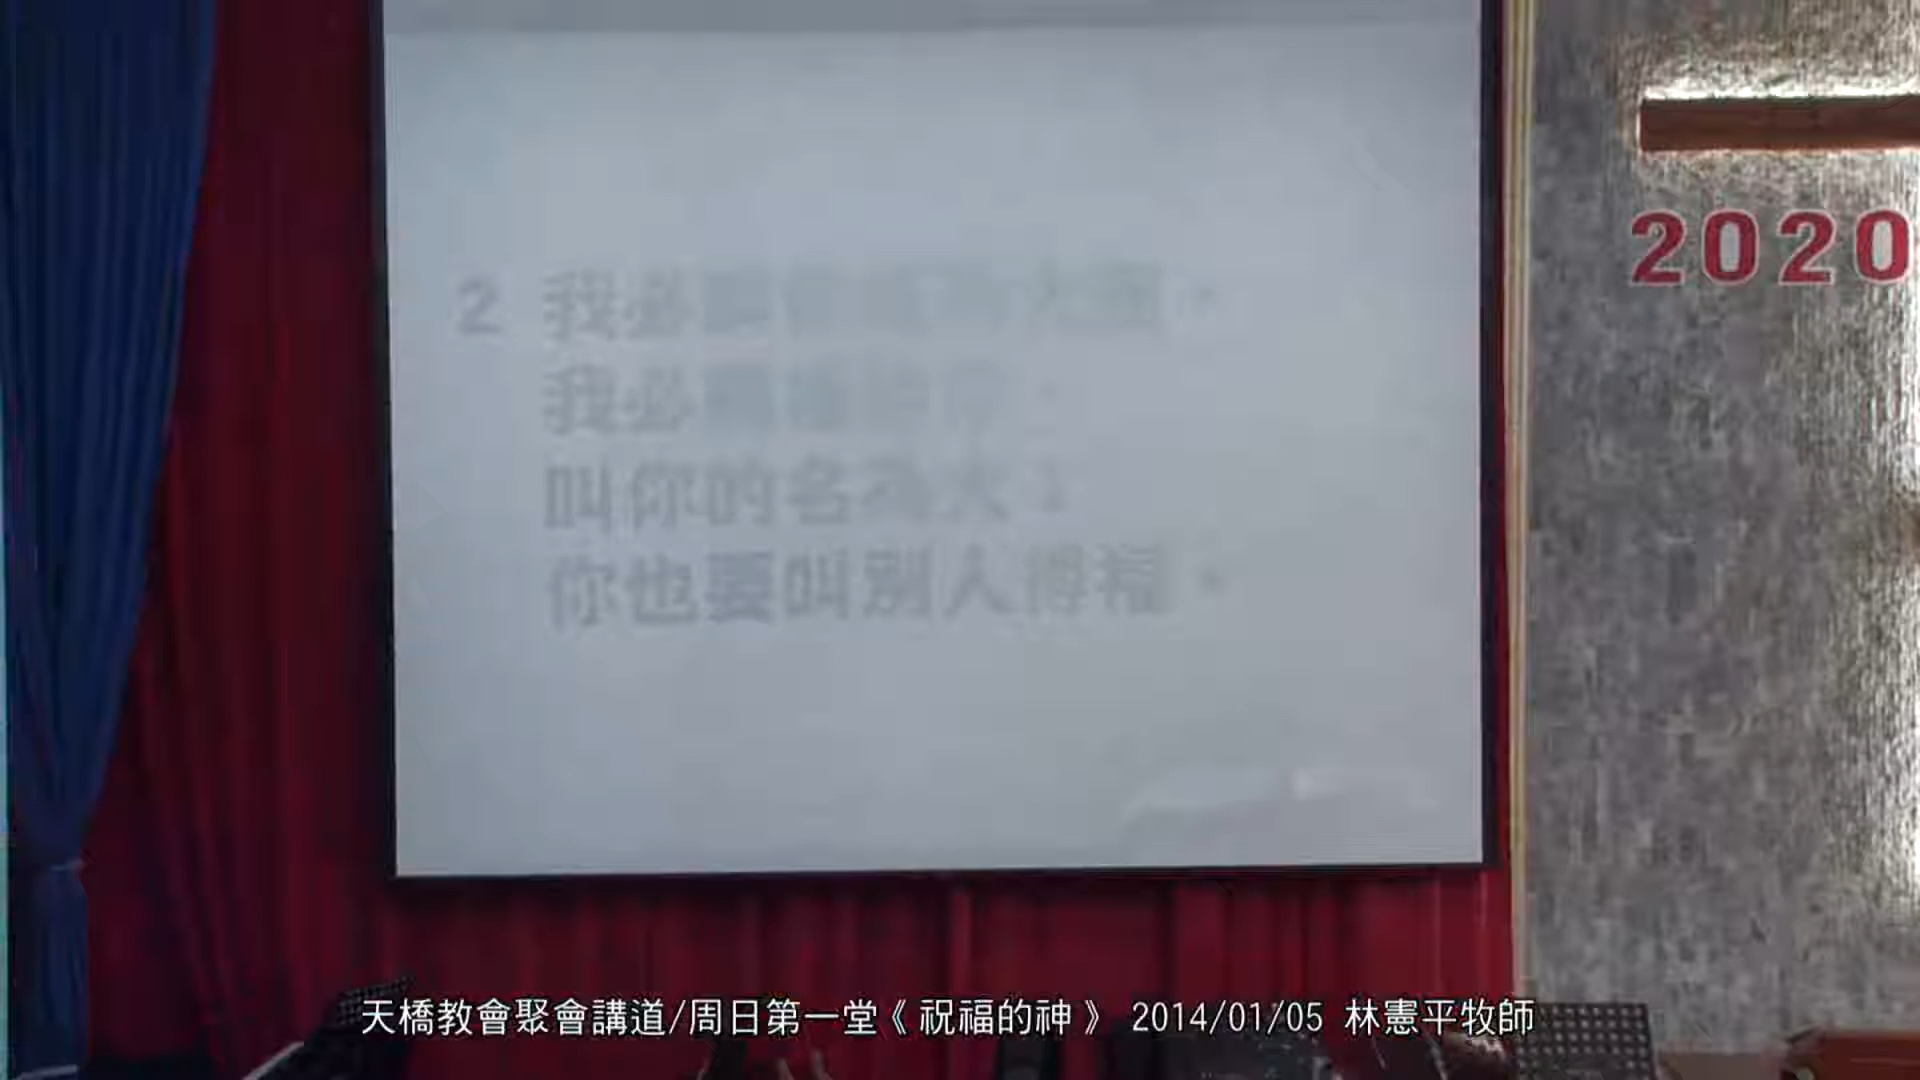 2 我必
我必
叫你的名為大；
你也要叫別人得福。
2020
天橋教會聚會講道/周日第一堂《祝福的神》 2014/01/05 林憲平牧師